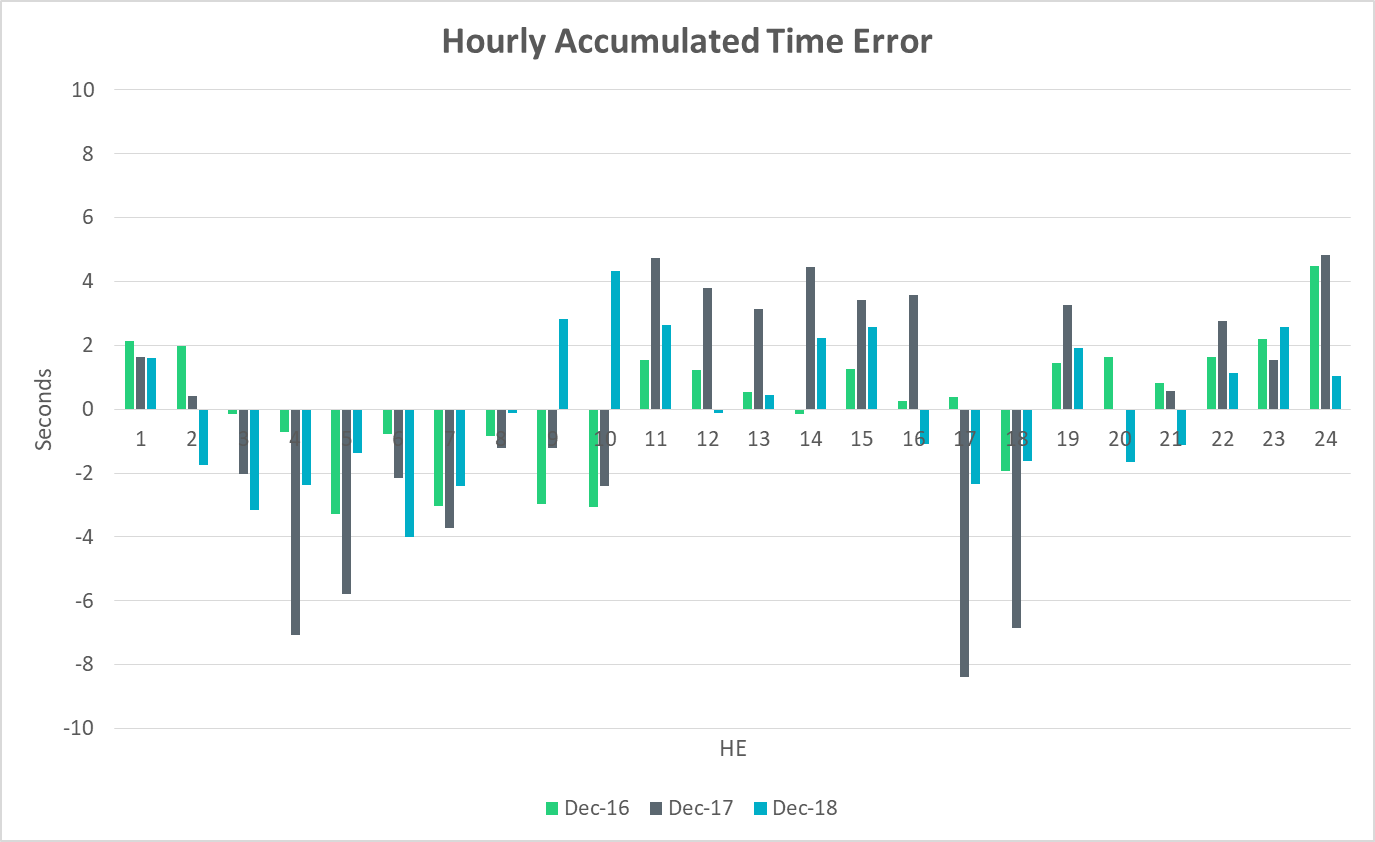 Hourly Accumulated Time Error
10
8
6
4
2
0
-2
-4
-6
-8
-10
Seconds
1 2 3 4 5 6 7 8 9 10 11 12 13 14 15 16 17 18 19 20 21 22 23 24
HE
Dec-16 Dec-17 Dec-18